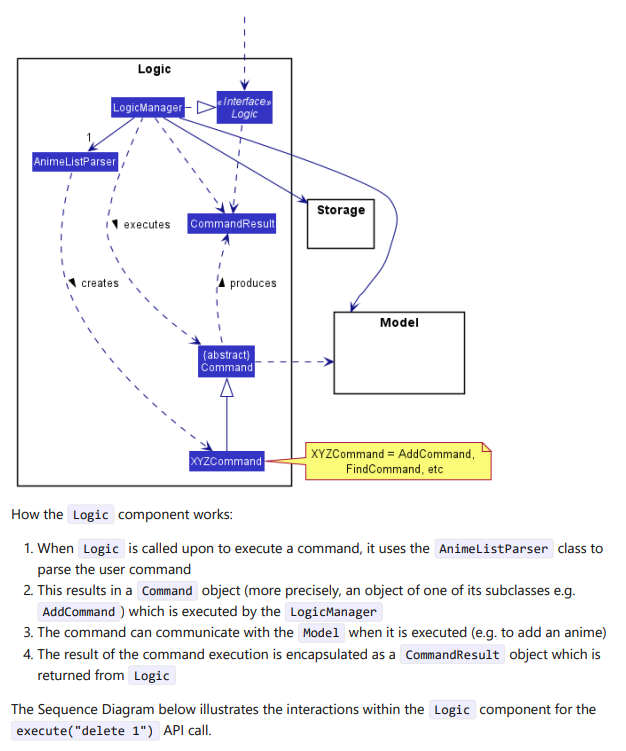 Logic
LogicManager
«Interface»
Logic
1
AnimeListParser
Storage
executes
CommandResult
creates
produces
Model
{abstract}
Command
XYZCommand
XYZCommand = AddCommand,
FindCommand, etc
How the Logic component works:
1. When Logic is called upon to execute a command, it uses the AnimeListParser class to
parse the user command
2. This results in a Command object (more precisely, an object of one of its subclasses e.g.
AddCommand ) which is executed by the LogicManager
3. The command can communicate with the Model when it is executed (e.g. to add an anime)
4. The result of the command execution is encapsulated as a CommandResult object which is
returned from Logic
The Sequence Diagram below illustrates the interactions within the Logic component for the
execute("delete 1") API call.